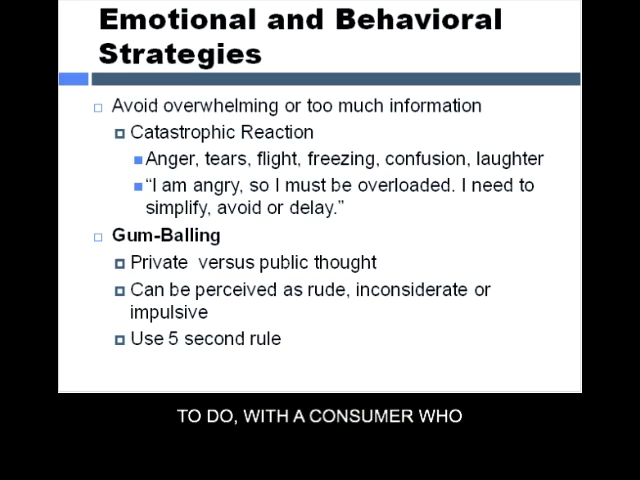 Emotional and Behavioral
Strategies
Avoid overwhelming or too much information
Catastrophic Reaction
Anger, tears, flight, freezing, confusion, laughter
“I am angry, so I must be overloaded. I need to
simplify, avoid or delay.”
Gum-Balling
Private versus public thought
Can be perceived as rude, inconsiderate or
impulsive
Use 5 second rule
TO DO, WITH A CONSUMER WHO